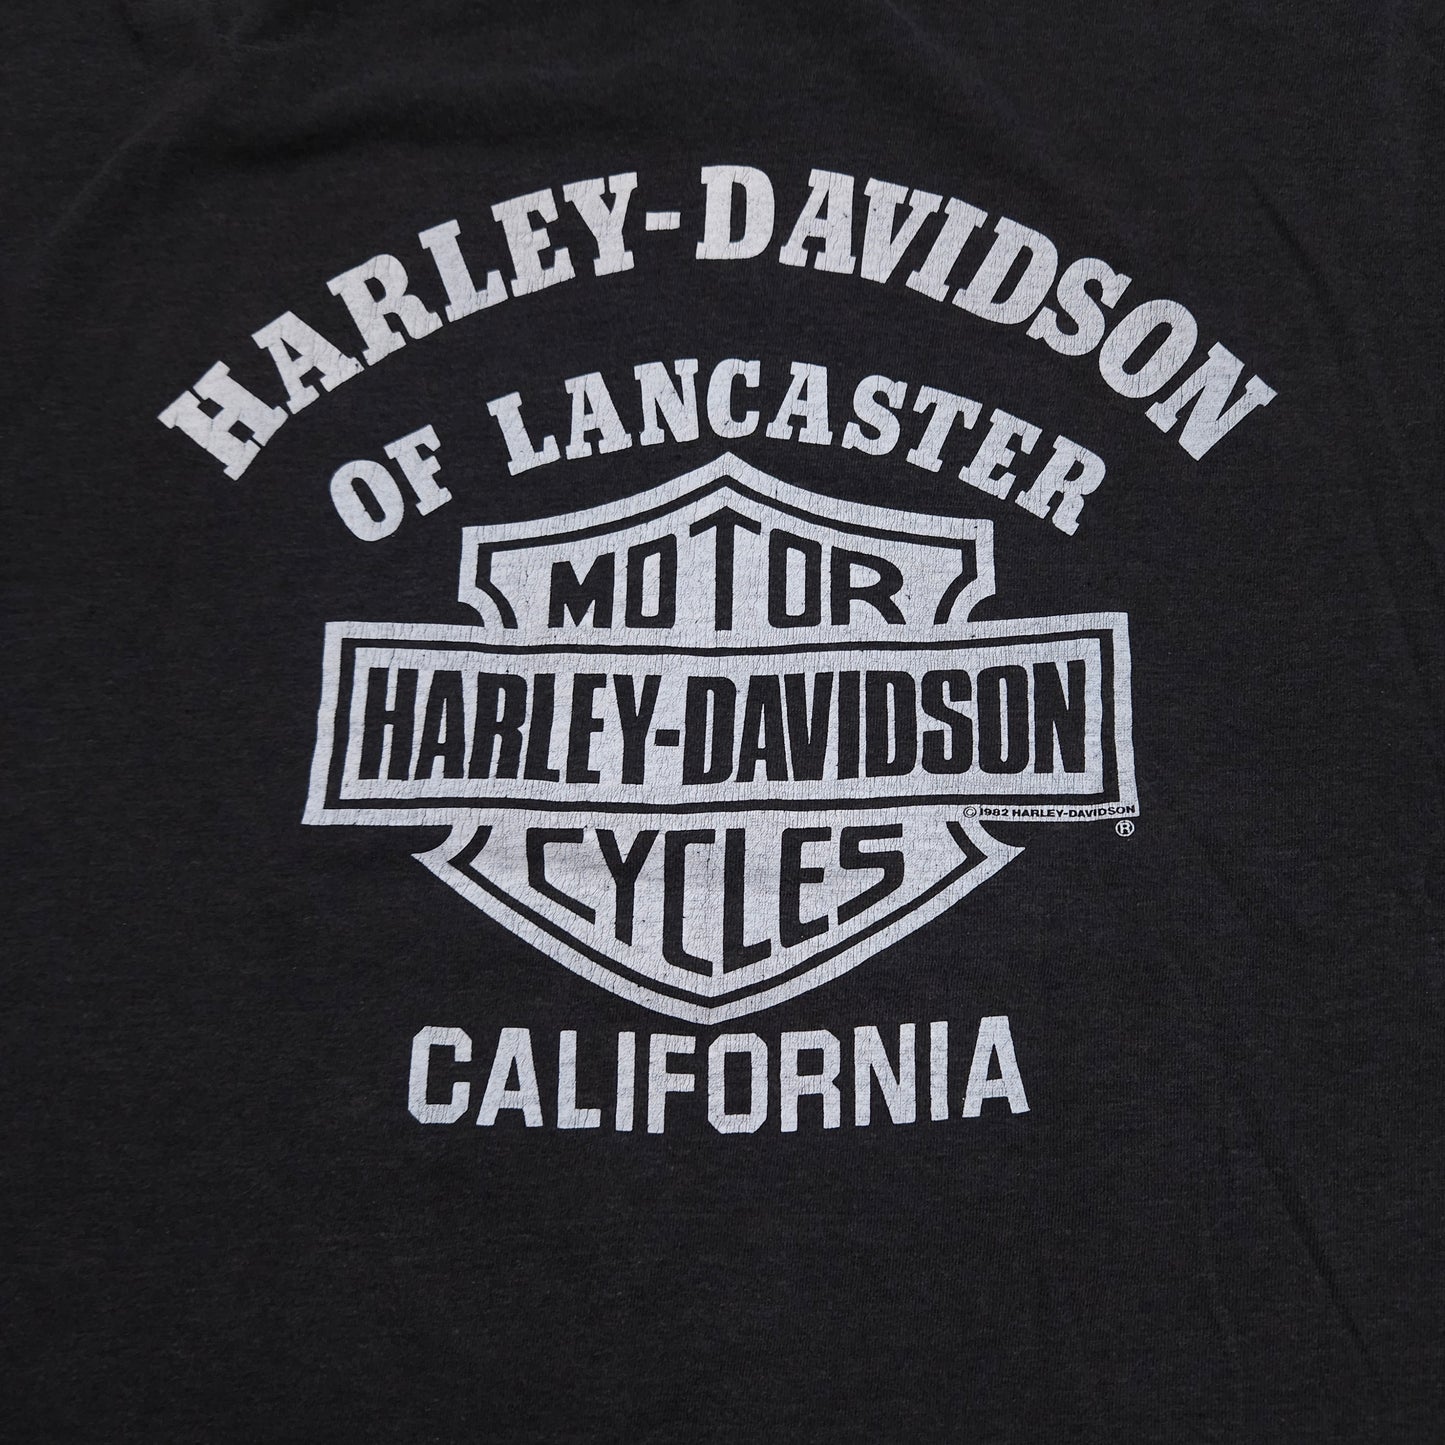 HARLEY-DAVIDSON
OF LANCASTER
MOTOR
HARLEY-DAVIDSON
© 1982 HARLEY-DAVIDSON
®
CYCLES
CALIFORNIA